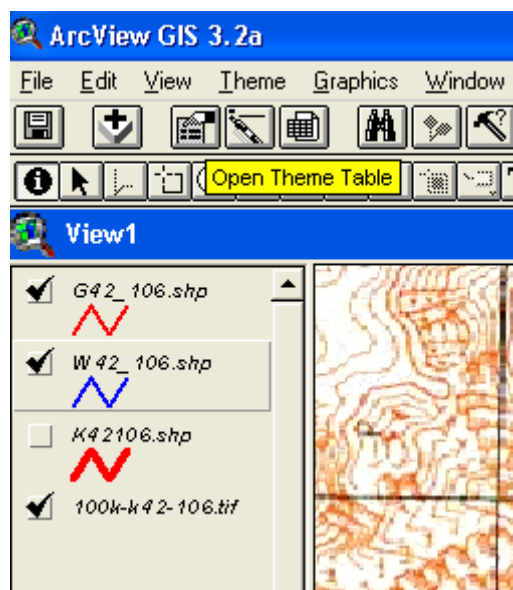 ArcView GIS 3.2a
File Edit View Theme Graphics Window
Open Theme Table
View1
G42_106.shp
W42_106.shp
K42106.shp
100k-k42-106.tif